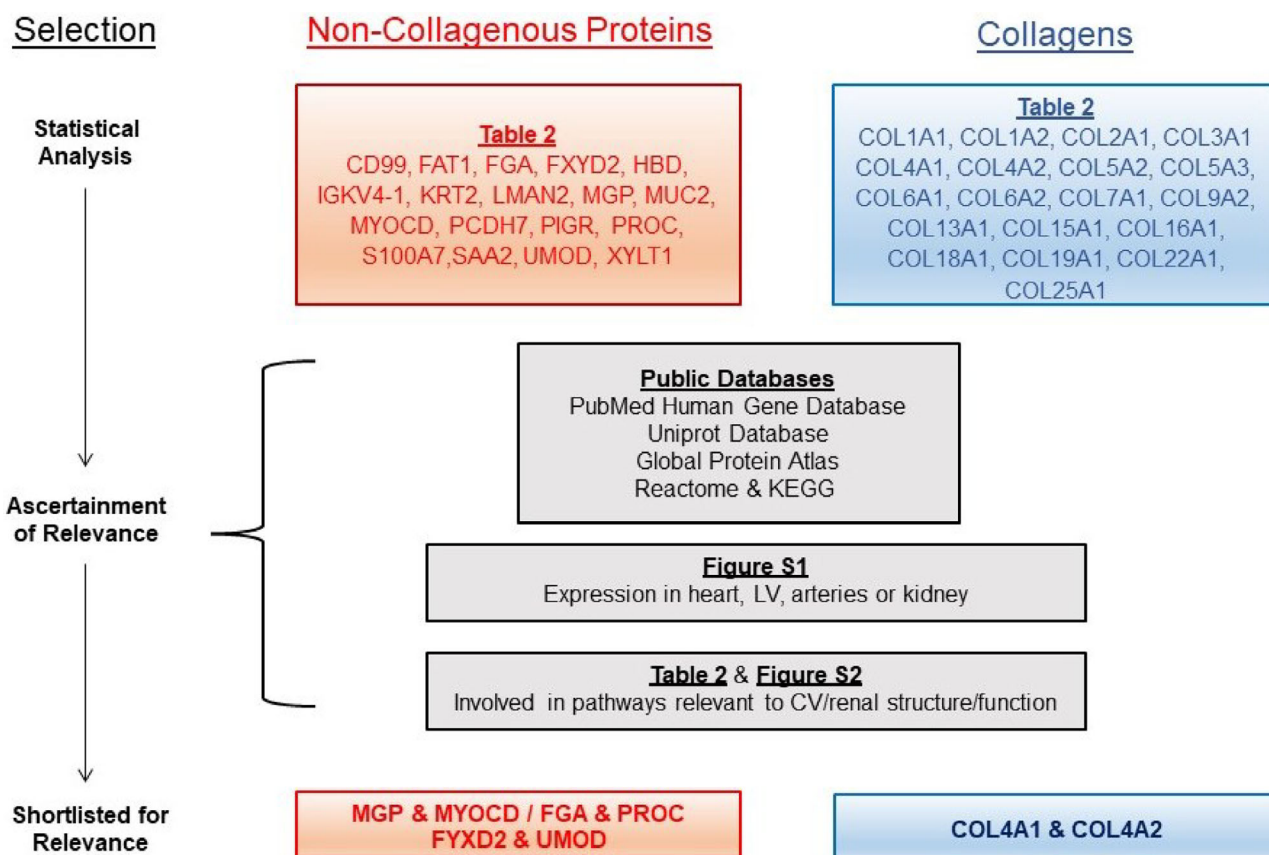 Selection
Non-Collagenous Proteins
Collagens
Statistical
Analysis
Table 2
CD99, FAT1, FGA, FXYD2, HBD,
IGKV4-1, KRT2, LMAN2, MGP, MUC2,
MYOCD, PCDH7, PIGR, PROC,
S100A7,SAA2, UMOD, XYLT1
Table 2
COL1A1, COL1A2, COL2A1, COL3A1
COL4A1, COL4A2, COL5A2, COL5A3,
COL6A1, COL6A2, COL7A1, COL9A2,
COL13A1, COL15A1, COL16A1,
COL18A1, COL19A1, COL22A1,
COL25A1
Public Databases
PubMed Human Gene Database
Uniprot Database
Global Protein Atlas
Reactome & KEGG
Ascertainment
of Relevance
Figure S1
Expression in heart, LV, arteries or kidney
Table 2 & Figure S2
Involved in pathways relevant to CV/renal structure/function
Shortlisted for
Relevance
MGP & MYOCD / FGA & PROC
FYXD2 & UMOD
COL4A1 & COL4A2